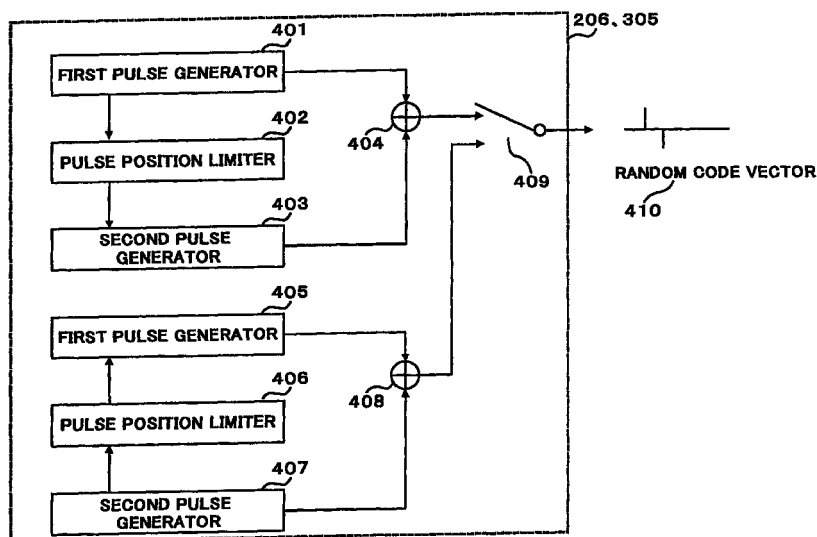 206、305
401
FIRST PULSE GENERATOR
402
PULSE POSITION LIMITER
404
403
SECOND PULSE
GENERATOR
409
RANDOM CODE VECTOR
410
405
FIRST PULSE GENERATOR
406
PULSE POSITION LIMITER
408
407
SECOND PULSE
GENERATOR